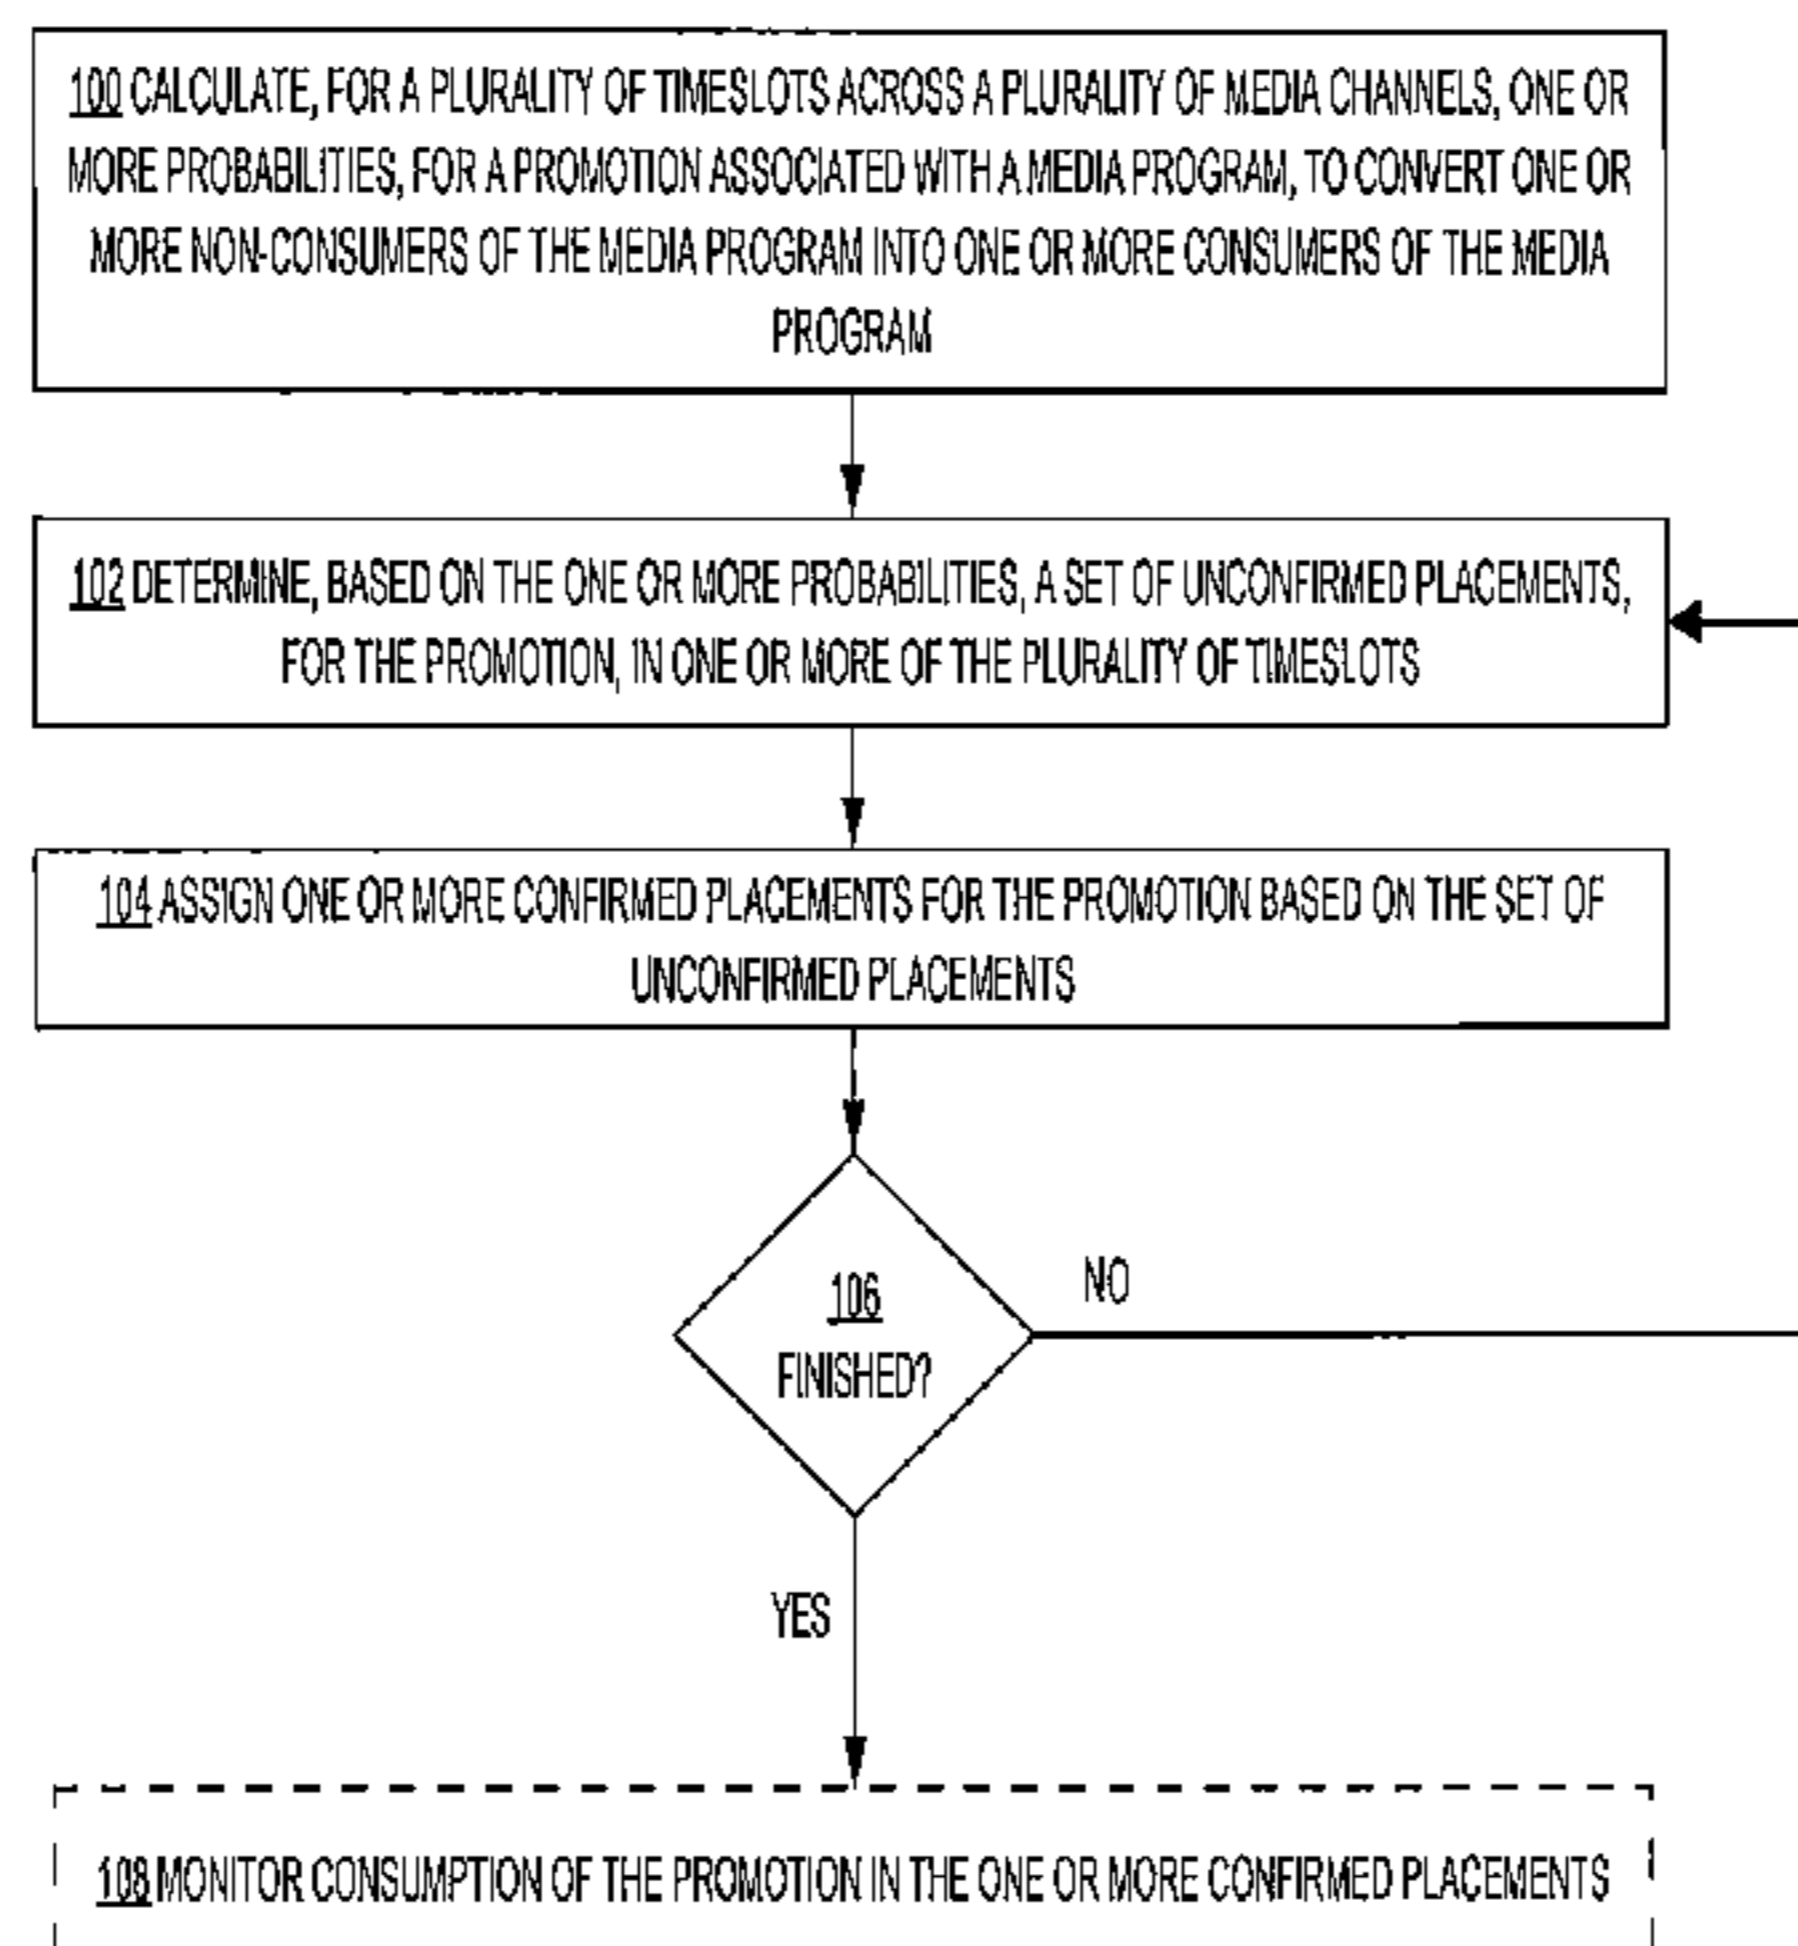 100 CALCULATE, FOR A PLURALITY OF TIMESLOTS ACROSS A PLURALITY OF MEDIA CHANNELS, ONE OR
MORE PROBABILITIES, FOR A PROMOTION ASSOCIATED WITH A MEDIA PROGRAM, TO CONVERT ONE OR
MORE NON-CONSUMERS OF THE MEDIA PROGRAM INTO ONE OR MORE CONSUMERS OF THE MEDIA
PROGRAM
102 DETERMINE, BASED ON THE ONE OR MORE PROBABILITIES, A SET OF UNCONFIRMED PLACEMENTS,
FOR THE PROMOTION, IN ONE OR MORE OF THE PLURALITY OF TIMESLOTS
104 ASSIGN ONE OR MORE CONFIRMED PLACEMENTS FOR THE PROMOTION BASED ON THE SET OF
UNCONFIRMED PLACEMENTS
106
FINISHED?
NO
YES
108 MONITOR CONSUMPTION OF THE PROMOTION IN THE ONE OR MORE CONFIRMED PLACEMENTS